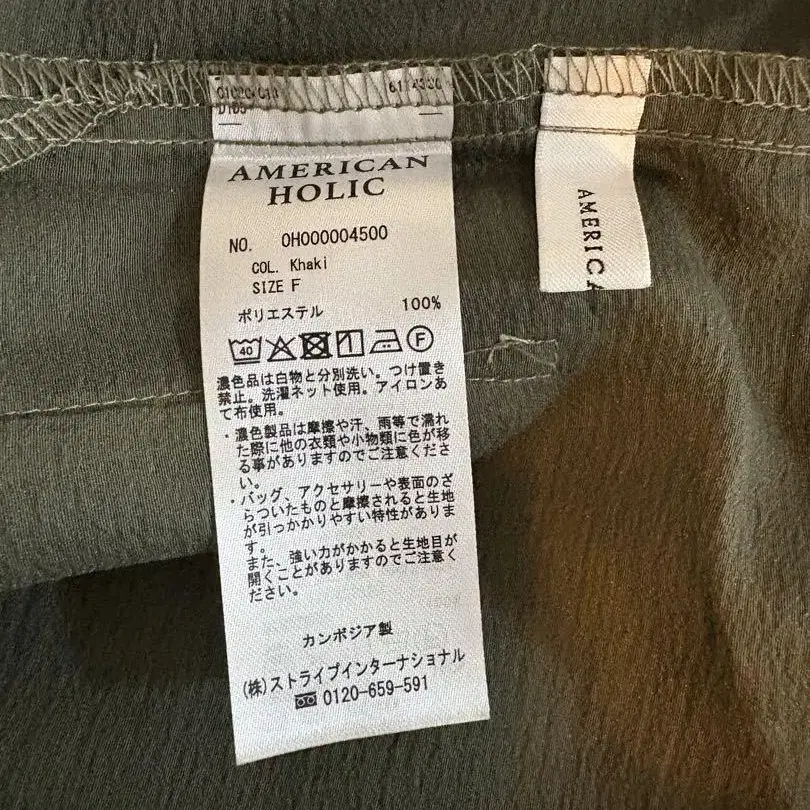 AMERICAN
HOLIC
NO. 0H000004500
COL. Khaki
SIZE F
ポリエステル 100%
40 F
濃色品は白物と分別洗い。つけ置き
禁止。洗濯ネット使用。アイロンあ
て布使用。
・濃色製品は摩擦や汗、雨等で濡れ
た際に他の衣類や小物類に色が移
る事がありますのでご注意くださ
い。
・バッグ、アクセサリーや表面のざ
らついたものと摩擦されると生地
が引っかかりやすい特性がありま
す。
また、強い力がかかると生地目が
開くことがありますのでご注意く
ださい。
カンボジア製
(株)ストライプインターナショナル
0120-659-591
AMERICA